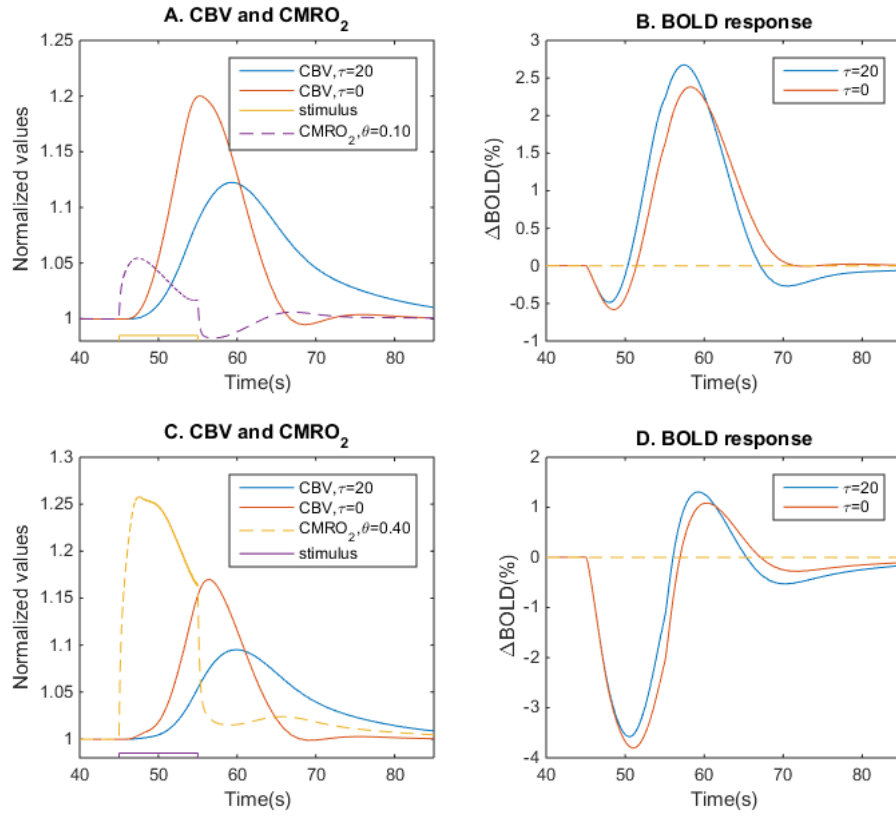 A. CBV and CMRO₂
1.25
1.2
1.15
1.1
1.05
1
Normalized values
CBV,τ=20
CBV,τ=0
stimulus
CMRO₂,θ=0.10
40 50 60 70 80
Time(s)
B. BOLD response
3
2.5
2
1.5
1
0.5
0
-0.5
-1
ΔBOLD(%)
τ=20
τ=0
40 50 60 70 80
Time(s)
C. CBV and CMRO₂
1.3
1.25
1.2
1.15
1.1
1.05
1
Normalized values
CBV,τ=20
CBV,τ=0
CMRO₂,θ=0.40
stimulus
40 50 60 70 80
Time(s)
D. BOLD response
2
1
0
-1
-2
-3
-4
ΔBOLD(%)
τ=20
τ=0
40 50 60 70 80
Time(s)